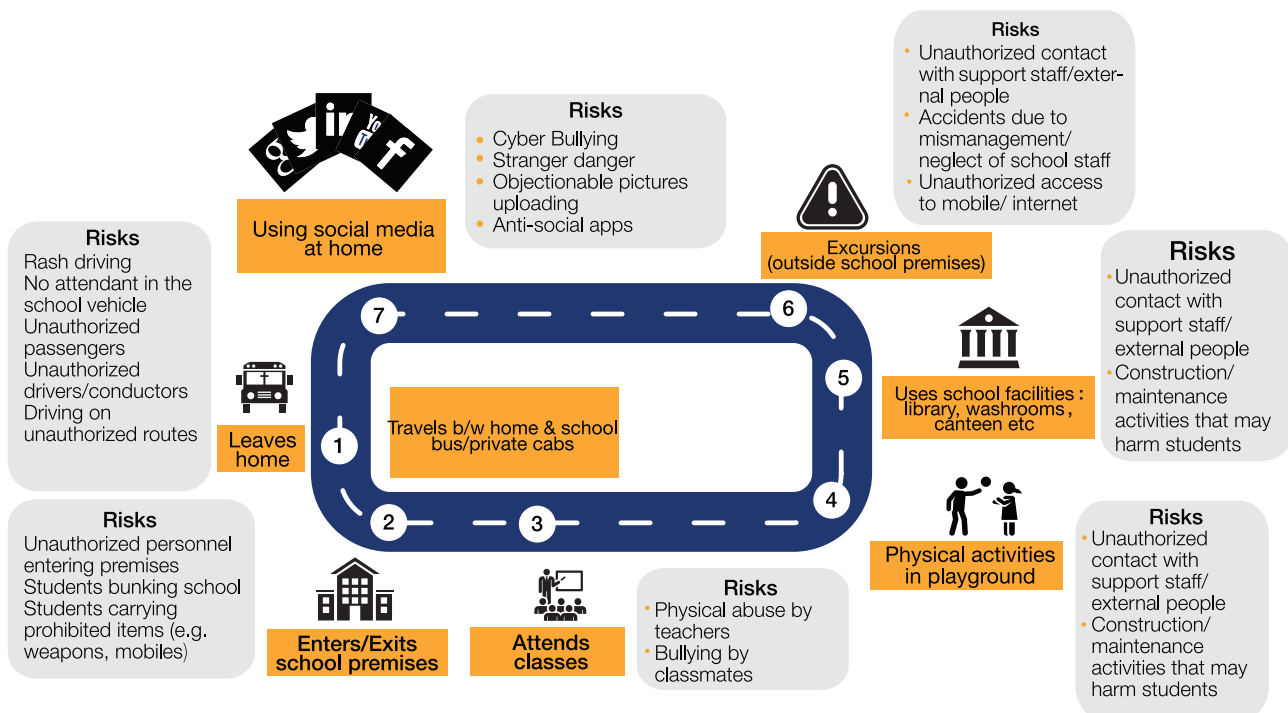 Risks
Unauthorized contact
with support staff/exter-
nal people
Accidents due to
mismanagement/
neglect of school staff
Unauthorized access
to mobile/ internet
in
f
Risks
Cyber Bullying
Stranger danger
Objectionable pictures
uploading
Anti-social apps
Using social media
at home
Excursions
(outside school premises)
Risks
Rash driving
No attendant in the
school vehicle
Unauthorized
passengers
Unauthorized
drivers/conductors
Driving on
unauthorized routes
Leaves
home
7
6
5
1
2
3
4
Travels b/w home & school
bus/private cabs
Uses school facilities :
library, washrooms ,
canteen etc
Risks
Unauthorized
contact with
support staff/
external people
Construction/
maintenance
activities that may
harm students
Risks
Unauthorized personnel
entering premises
Students bunking school
Students carrying
prohibited items (e.g.
weapons, mobiles)
Enters/Exits
school premises
Attends
classes
Risks
Physical abuse by
teachers
Bullying by
classmates
Physical activities
in playground
Risks
Unauthorized
contact with
support staff/
external people
Construction/
maintenance
activities that may
harm students